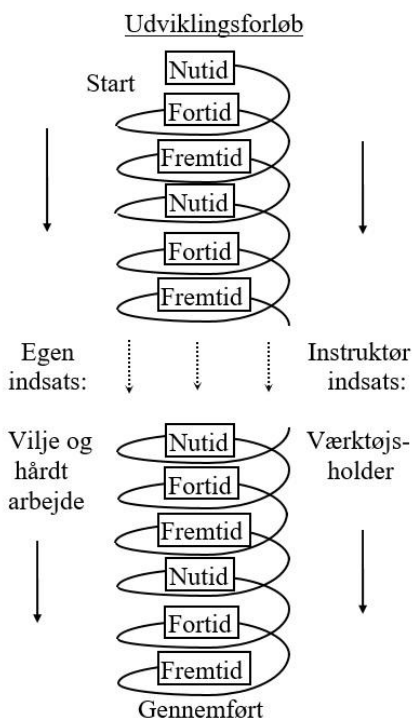 Udviklingsforløb
Start
Nutid
Fortid
Fremtid
Nutid
Fortid
Fremtid
Egen
indsats:
Instruktør
indsats:
Vilje og
hårdt
arbejde
Værktøjs-
holder
Nutid
Fortid
Fremtid
Nutid
Fortid
Fremtid
Gennemført